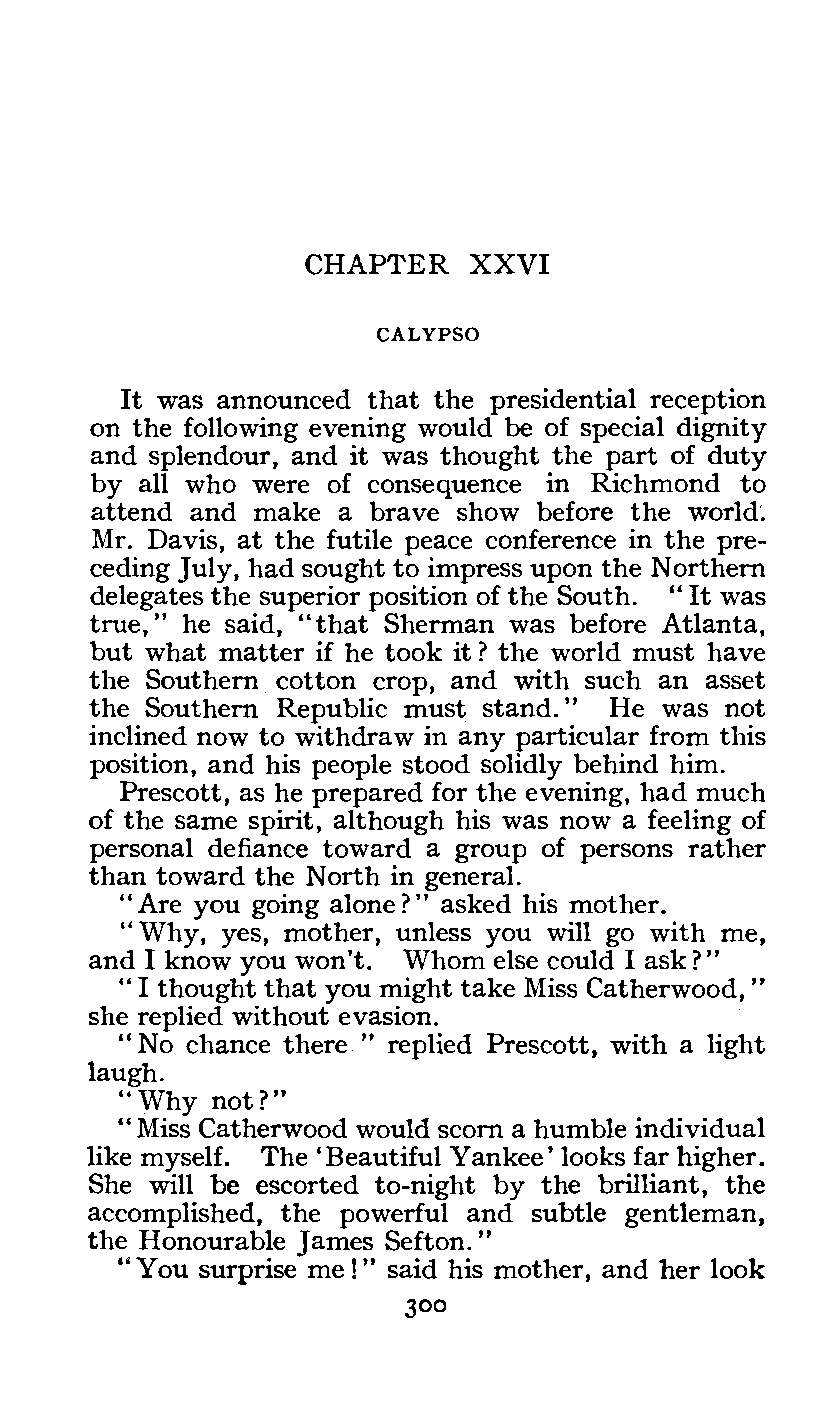 CHAPTER XXVI
CALYPSO
It was announced that the presidential reception
on the following evening would be of special dignity
and splendour, and it was thought the part of duty
by all who were of consequence in Richmond to
attend and make a brave show before the world.
Mr. Davis, at the futile peace conference in the pre-
ceding July, had sought to impress upon the Northern
delegates the superior position of the South. "It was
true," he said, "that Sherman was before Atlanta,
but what matter if he took it? the world must have
the Southern cotton crop, and with such an asset
the Southern Republic must stand." He was not
inclined now to withdraw in any particular from this
position, and his people stood solidly behind him.
Prescott, as he prepared for the evening, had much
of the same spirit, although his was now a feeling of
personal defiance toward a group of persons rather
than toward the North in general.
"Are you going alone?" asked his mother.
"Why, yes, mother, unless you will go with me,
and I know you won't. Whom else could I ask?"
"I thought that you might take Miss Catherwood,"
she replied without evasion.
"No chance there " replied Prescott, with a light
laugh.
"Why not?"
"Miss Catherwood would scorn a humble individual
like myself. The 'Beautiful Yankee' looks far higher.
She will be escorted to-night by the brilliant, the
accomplished, the powerful and subtle gentleman,
the Honourable James Sefton."
"You surprise me!" said his mother, and her look
300